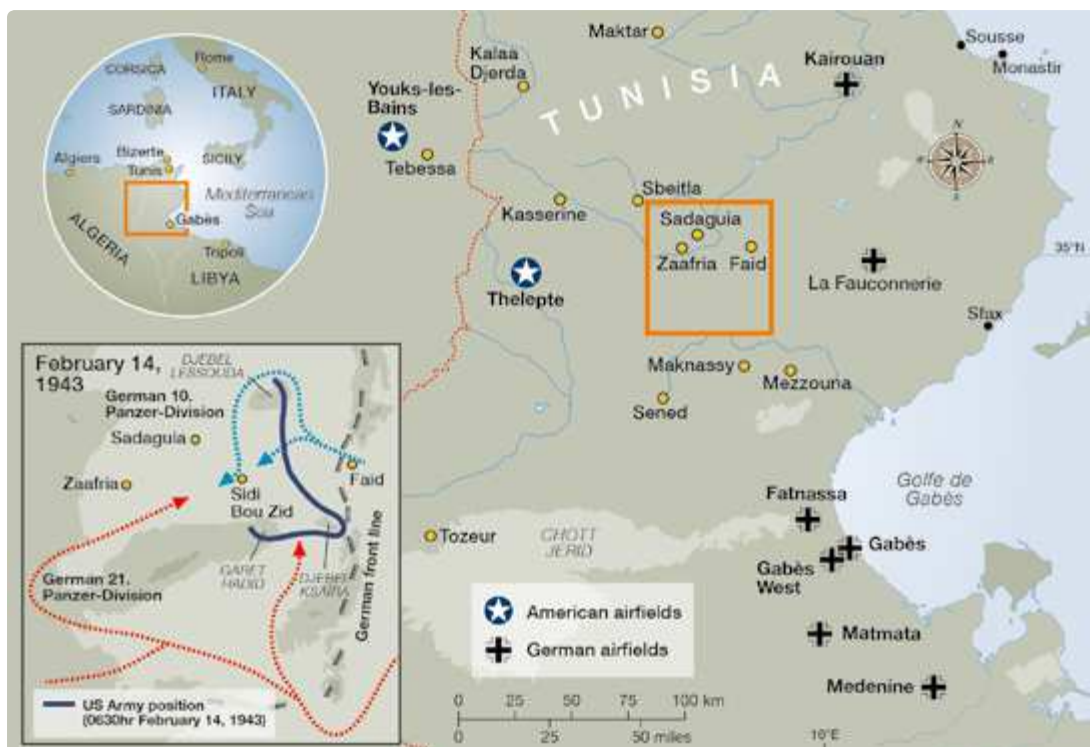 CORSICA
Rome
ITALY
SARDINIA
Algiers
Bizerte
Tunis
SICILY
Mediterranean
Sea
Gabès
ALGERIA
Tripoli
LIBYA
Maktar
Kalaa
Djerda
TUNISIA
Kairouan
Sousse
Monastir
Youks-les-
Bains
Tebessa
N
Kasserine
Sbeitla
Sadaguia
Zaafria
Faid
35°N
La Fauconnerie
Thelepte
Sfax
Maknassy
Mezzouna
Sened
Golfe de
Gabès
Fatnassa
Gabès
Gabès
West
Tozeur
CHOTT
JERID
Matmata
Medenine
American airfields
German airfields
0 25 50 75 100 km
0 25 50 miles
10°E
February 14,
1943
DJEBEL
LESSOUDA
German 10.
Panzer-Division
Sadaguia
Zaafria
Sidi
Bou Zid
Faid
German 21.
Panzer-Division
GARET
HADID
DJEBEL
KSAIRA
German front line
US Army position
(0630hr February 14, 1943)